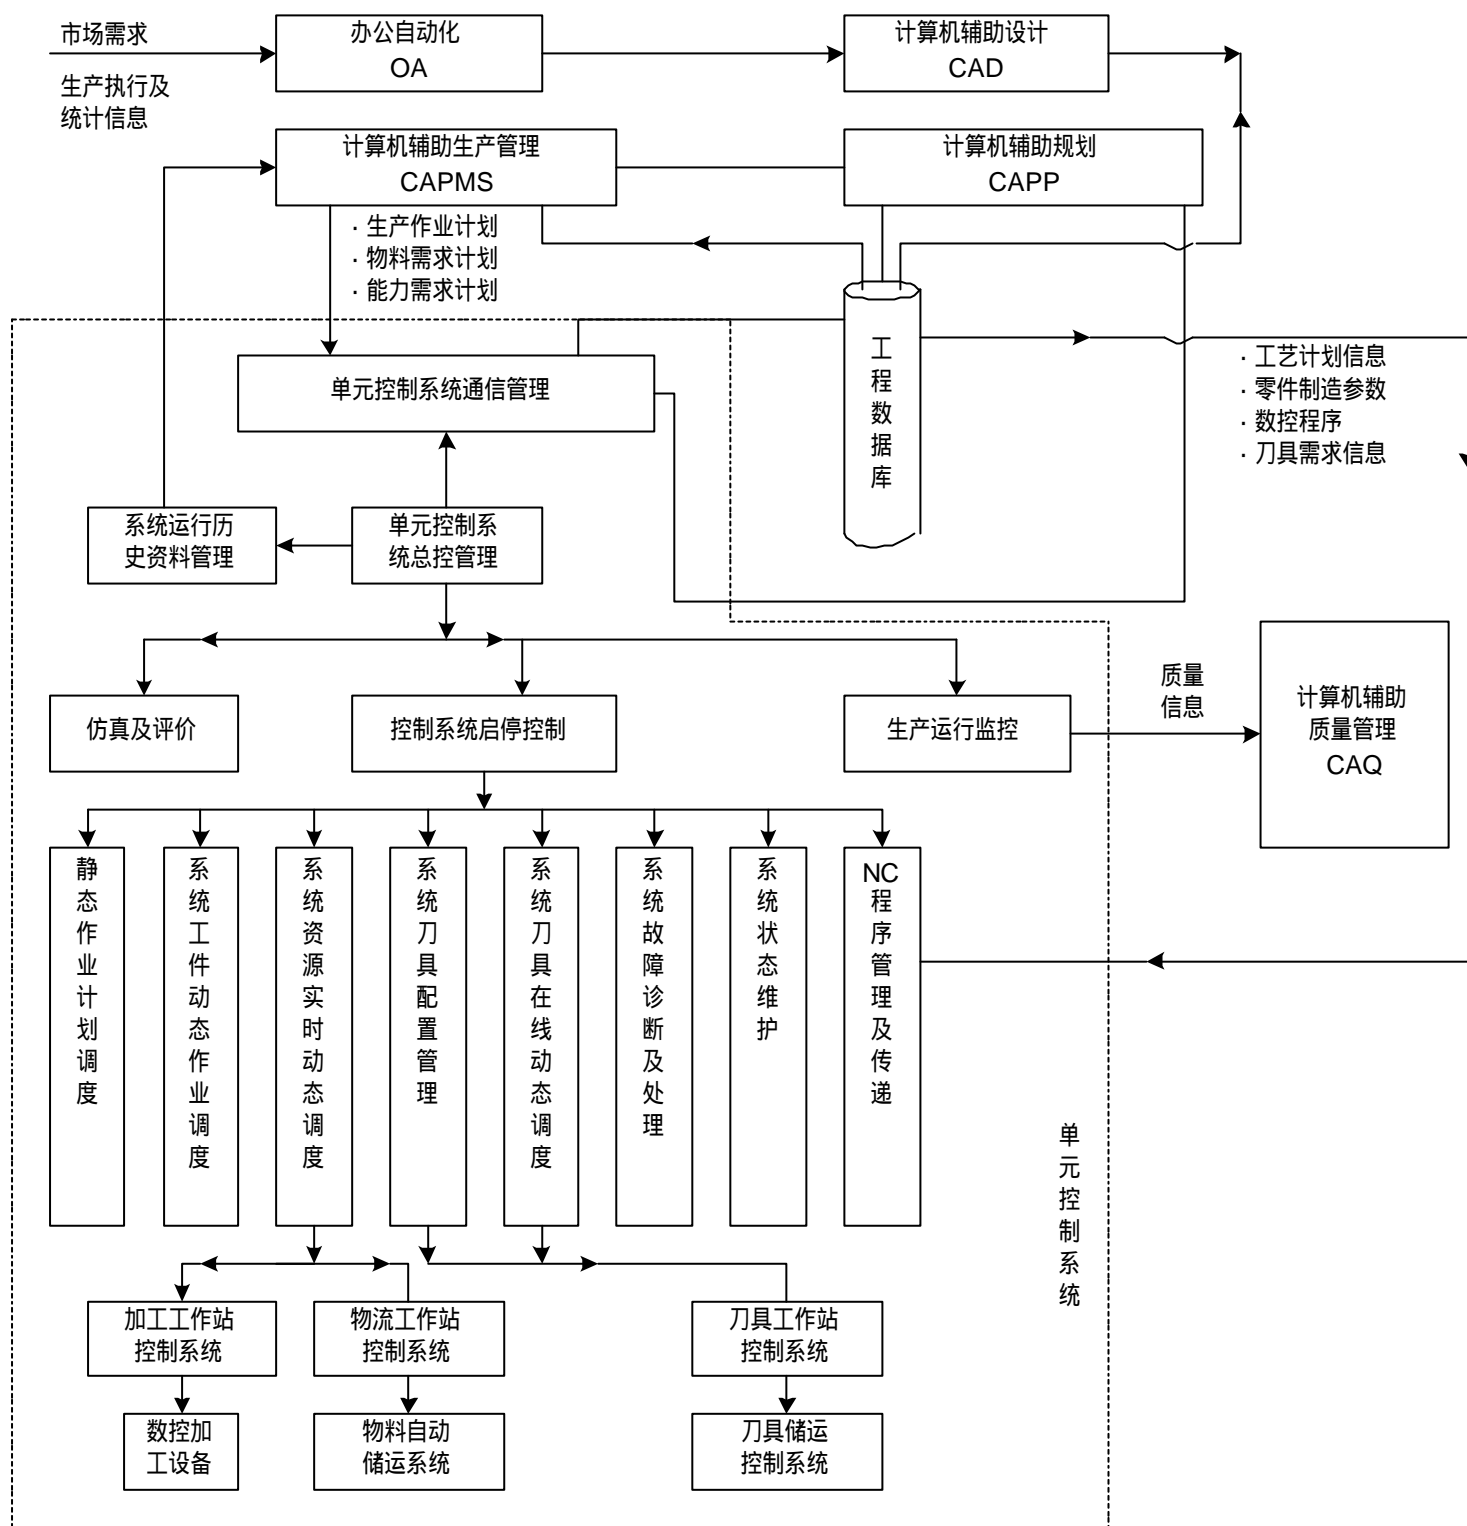 市场需求
办公自动化
OA
计算机辅助设计
CAD
生产执行及
统计信息
计算机辅助生产管理
CAPMS
计算机辅助规划
CAPP
· 生产作业计划
· 物料需求计划
· 能力需求计划
工程数据库
· 工艺计划信息
· 零件制造参数
· 数控程序
· 刀具需求信息
单元控制系统通信管理
系统运行历
史资料管理
单元控制系
统总控管理
仿真及评价
控制系统启停控制
生产运行监控
质量
信息
计算机辅助
质量管理
CAQ
静态作业计划调度
系统工件动态作业调度
系统资源实时动态调度
系统刀具配置管理
系统刀具在线动态调度
系统故障诊断及处理
系统状态维护
NC
程序管理及传递
单元控制系统
加工工作站
控制系统
物流工作站
控制系统
刀具工作站
控制系统
数控加
工设备
物料自动
储运系统
刀具储运
控制系统